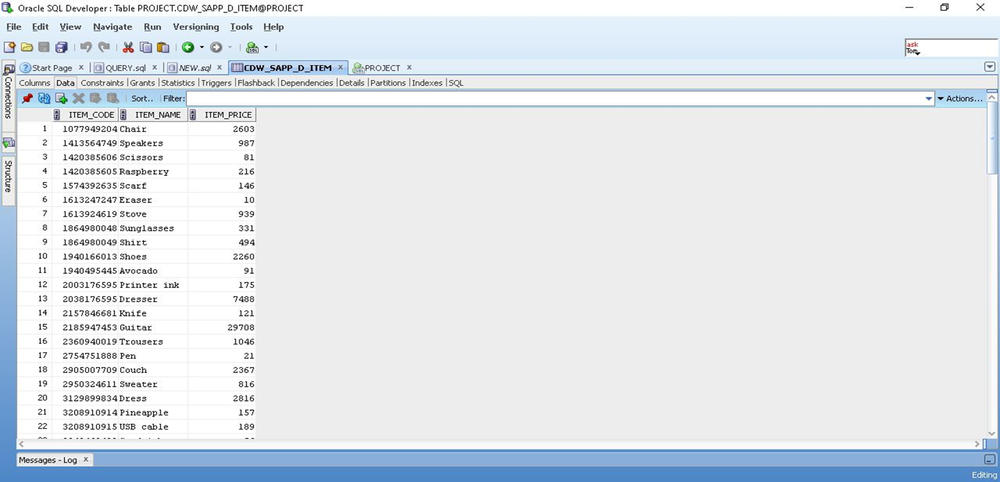 Oracle SQL Developer : Table PROJECT.CDW_SAPP_D_ITEM@PROJECT
File Edit View Navigate Run Versioning Tools Help
ask
Tom
Start Page QUERY.sql NEW.sql CDW_SAPP_D_ITEM PROJECT
Columns Data Constraints Grants Statistics Triggers Flashback Dependencies Details Partitions Indexes SQL
Sort.. Filter: Actions...
Connections
Structure
ITEM_CODE ITEM_NAME ITEM_PRICE
1 1077949204 Chair 2603
2 1413564749 Speakers 987
3 1420385606 Scissors 81
4 1420385605 Raspberry 216
5 1574392635 Scarf 146
6 1613247247 Eraser 10
7 1613924619 Stove 939
8 1864980048 Sunglasses 331
9 1864980049 Shirt 494
10 1940166013 Shoes 2260
11 1940495445 Avocado 91
12 2003176595 Printer ink 175
13 2038176595 Dresser 7488
14 2157846681 Knife 121
15 2185947453 Guitar 29708
16 2360940019 Trousers 1046
17 2754751888 Pen 21
18 2905007709 Couch 2367
19 2950324611 Sweater 816
20 3129899834 Dress 2816
21 3208910914 Pineapple 157
22 3208910915 USB cable 189
Messages - Log
Editing